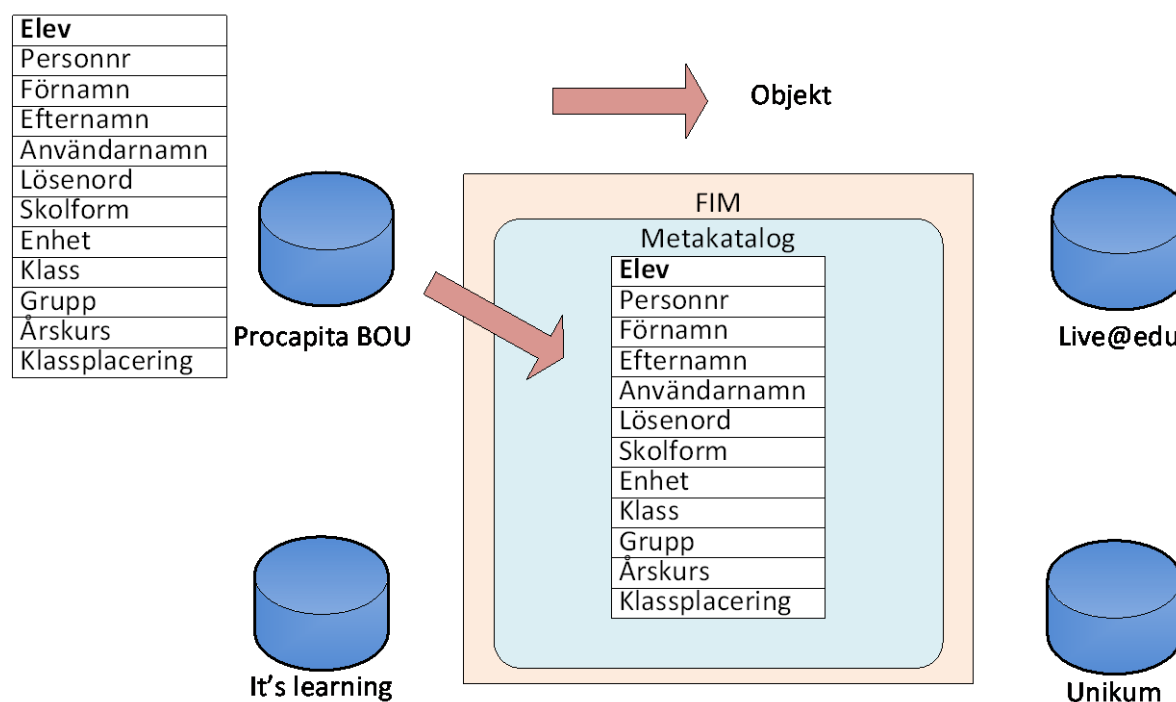 Elev
Personnr
Förnamn
Efternamn
Användarnamn
Lösenord
Skolform
Enhet
Klass
Grupp
Årskurs
Klassplacering
Procapita BOU
Objekt
FIM
Metakatalog
Elev
Personnr
Förnamn
Efternamn
Användarnamn
Lösenord
Skolform
Enhet
Klass
Grupp
Årskurs
Klassplacering
Live@edu
It's learning
Unikum